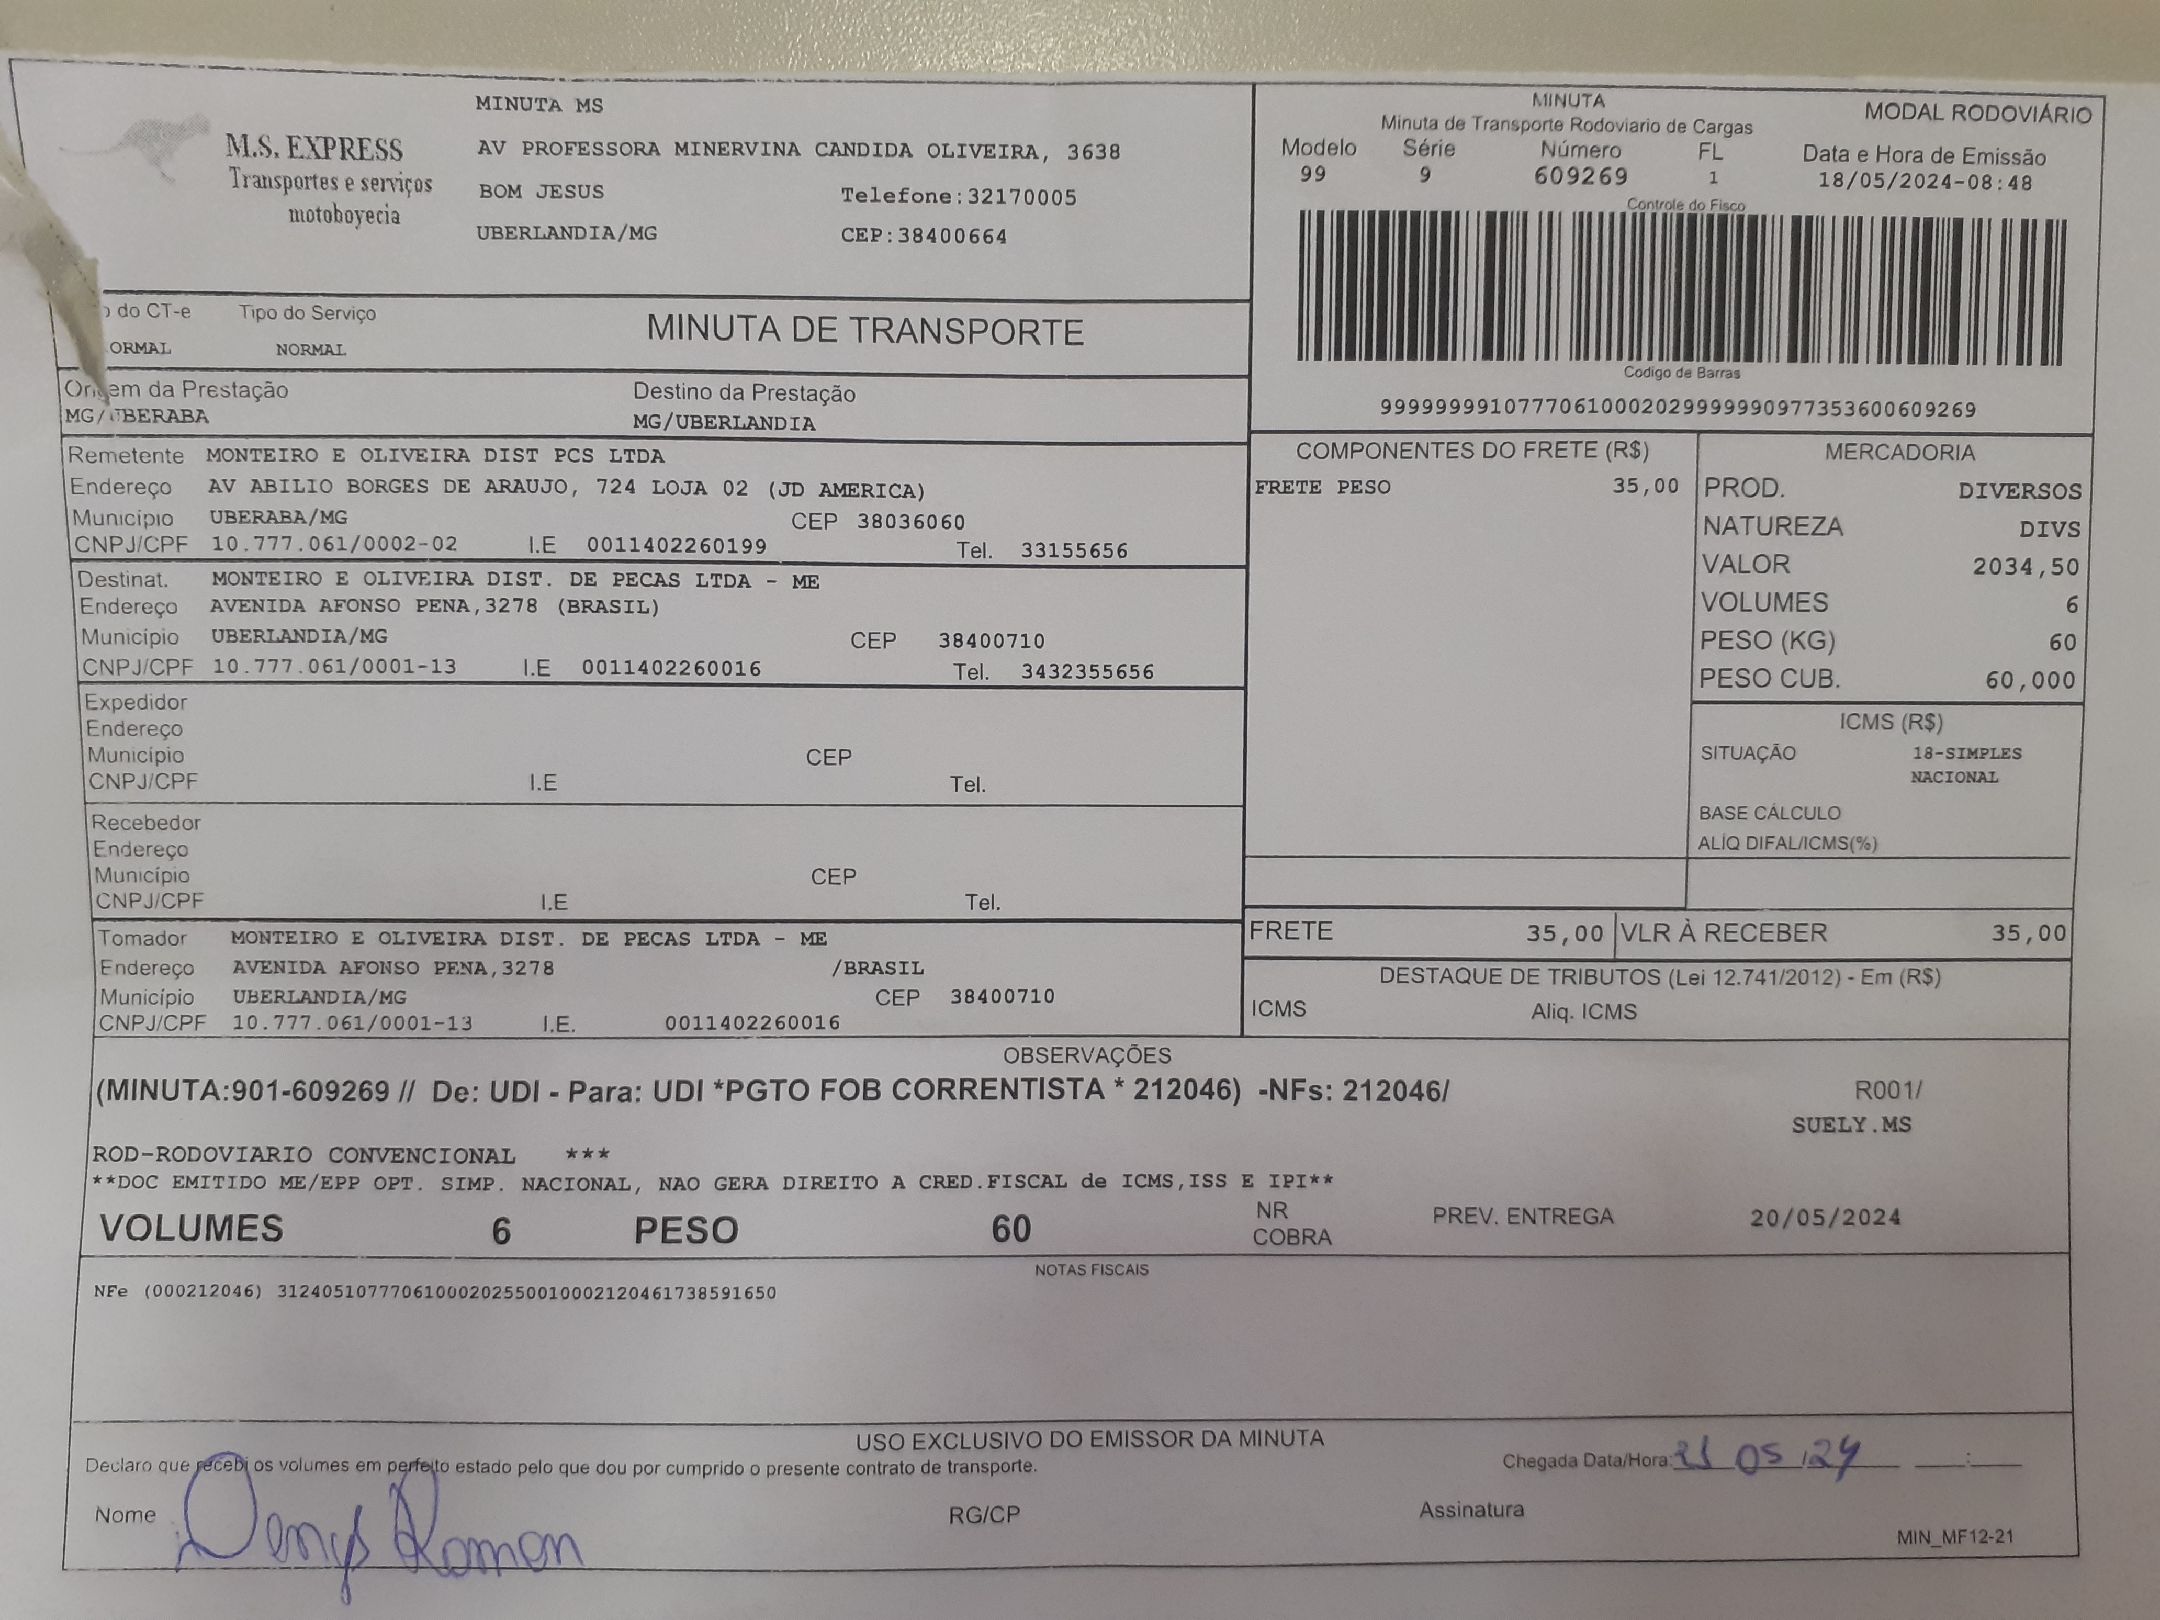 M.S. EXPRESS
Transportes e serviços
motoboyecia
MINUTA MS
AV PROFESSORA MINERVINA CANDIDA OLIVEIRA, 3638
BOM JESUS Telefone:32170005
UBERLANDIA/MG CEP:38400664
MINUTA MODAL RODOVIÁRIO
Minuta de Transporte Rodoviario de Cargas
Modelo Série Número FL Data e Hora de Emissão
99 9 609269 1 18/05/2024-08:48
Controle do Fisco
Codigo de Barras
99999999107770610002029999990977353600609269
o do CT-e Tipo do Serviço MINUTA DE TRANSPORTE
ORMAL NORMAL
Origem da Prestação Destino da Prestação
MG/UBERABA MG/UBERLANDIA
Remetente MONTEIRO E OLIVEIRA DIST PCS LTDA
Endereço AV ABILIO BORGES DE ARAUJO, 724 LOJA 02 (JD AMERICA)
Município UBERABA/MG CEP 38036060
CNPJ/CPF 10.777.061/0002-02 I.E 0011402260199 Tel. 33155656
Destinat. MONTEIRO E OLIVEIRA DIST. DE PECAS LTDA - ME
Endereço AVENIDA AFONSO PENA,3278 (BRASIL)
Município UBERLANDIA/MG CEP 38400710
CNPJ/CPF 10.777.061/0001-13 I.E 0011402260016 Tel. 3432355656
Expedidor
Endereço
Município CEP
CNPJ/CPF I.E Tel.
Recebedor
Endereço
Município CEP
CNPJ/CPF I.E Tel.
Tomador MONTEIRO E OLIVEIRA DIST. DE PECAS LTDA - ME
Endereço AVENIDA AFONSO PENA,3278 /BRASIL
Município UBERLANDIA/MG CEP 38400710
CNPJ/CPF 10.777.061/0001-13 I.E. 0011402260016
COMPONENTES DO FRETE (R$)
FRETE PESO 35,00
MERCADORIA
PROD. DIVERSOS
NATUREZA DIVS
VALOR 2034,50
VOLUMES 6
PESO (KG) 60
PESO CUB. 60,000
ICMS (R$)
SITUAÇÃO 18-SIMPLES
NACIONAL
BASE CÁLCULO
ALÍQ DIFAL/ICMS(%)
FRETE 35,00 VLR À RECEBER 35,00
DESTAQUE DE TRIBUTOS (Lei 12.741/2012) - Em (R$)
ICMS Aliq. ICMS
OBSERVAÇÕES
(MINUTA:901-609269 // De: UDI - Para: UDI *PGTO FOB CORRENTISTA * 212046) -NFs: 212046/ R001/
SUELY.MS
ROD-RODOVIARIO CONVENCIONAL ***
**DOC EMITIDO ME/EPP OPT. SIMP. NACIONAL, NAO GERA DIREITO A CRED.FISCAL de ICMS,ISS E IPI**
VOLUMES 6 PESO 60 NR COBRA PREV. ENTREGA 20/05/2024
NOTAS FISCAIS
NFe (000212046) 31240510777061000202550010002120461738591650
USO EXCLUSIVO DO EMISSOR DA MINUTA
Declaro que recebi os volumes em perfeito estado pelo que dou por cumprido o presente contrato de transporte. Chegada Data/Hora: 21 05 /24 :
Nome Denys Ramon RG/CP Assinatura
MIN_MF12-21